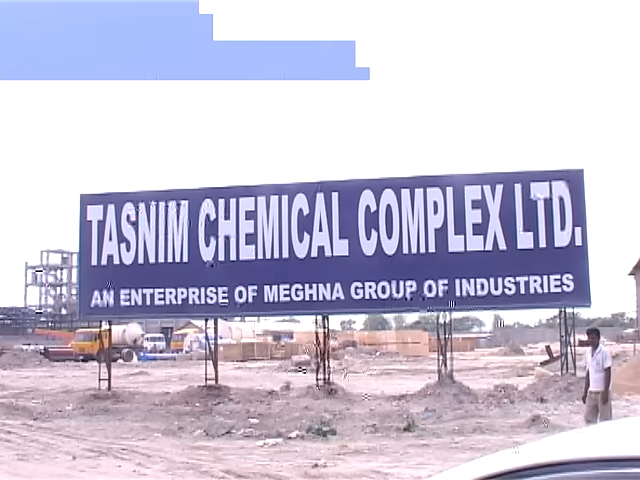 TASNIM CHEMICAL COMPLEX LTD.
AN ENTERPRISE OF MEGHNA GROUP OF INDUSTRIES